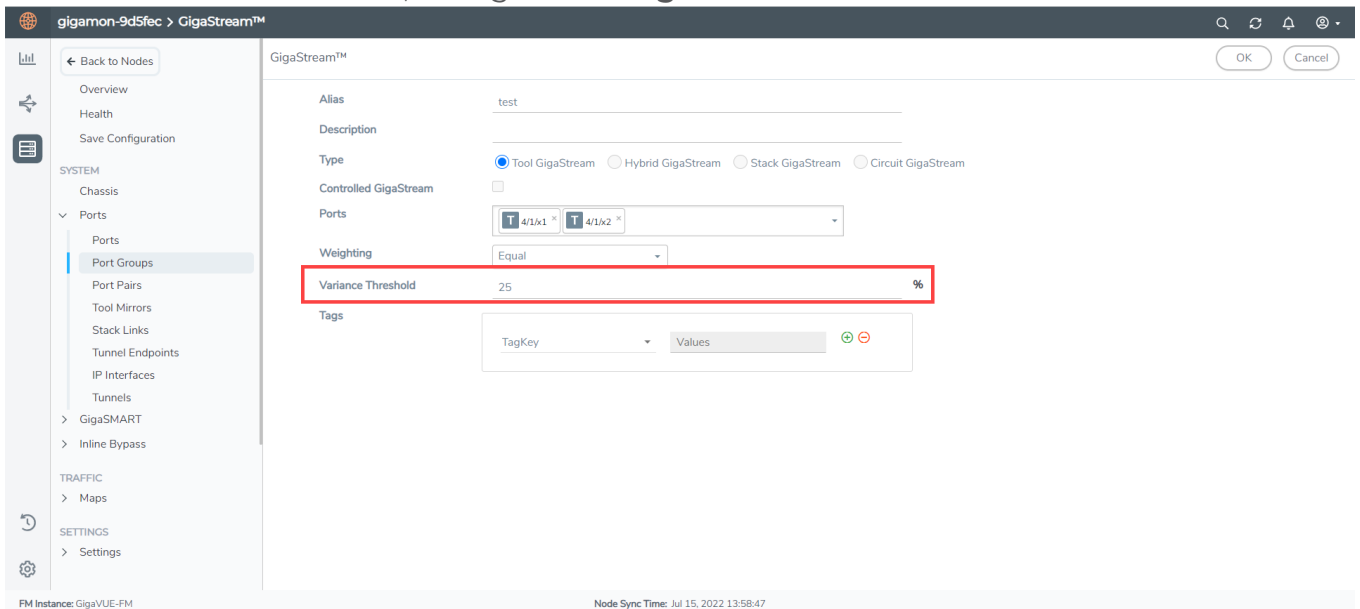 gigamon-9d5fec > GigaStream™
← Back to Nodes
Overview
Health
Save Configuration
SYSTEM
Chassis
Ports
Ports
Port Groups
Port Pairs
Tool Mirrors
Stack Links
Tunnel Endpoints
IP Interfaces
Tunnels
GigaSMART
Inline Bypass
TRAFFIC
Maps
SETTINGS
Settings
GigaStream™ OK Cancel
Alias test
Description
Type Tool GigaStream Hybrid GigaStream Stack GigaStream Circuit GigaStream
Controlled GigaStream
Ports T 4/1/x1 × T 4/1/x2 ×
Weighting Equal
Variance Threshold 25 %
Tags
TagKey Values
FM Instance: GigaVUE-FM Node Sync Time: Jul 15, 2022 13:58:47